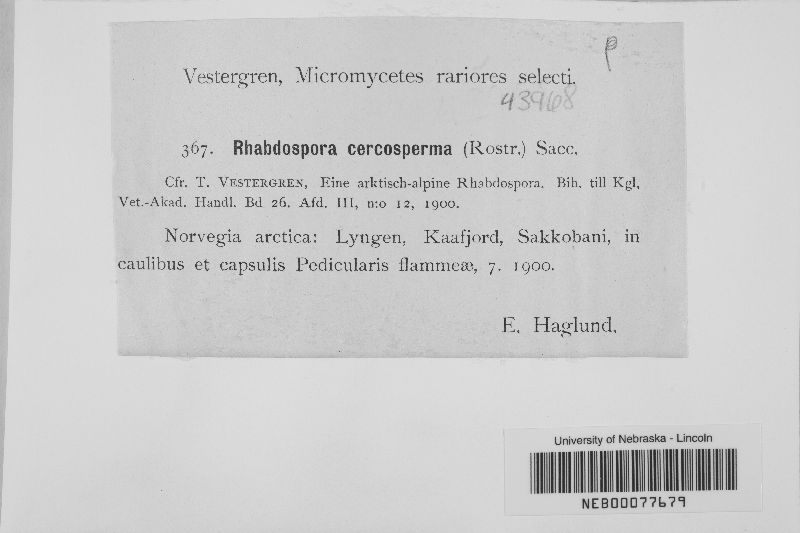 p
Vestergren, Micromycetes rariores selecti.
43968
367. Rhabdospora cercosperma (Rostr.) Sacc.
Cfr. T. VESTERGREN, Eine arktisch-alpine Rhabdospora. Bih. till Kgl.
Vet.-Akad. Handl. Bd 26. Afd. III, n:o 12, 1900.
Norvegia arctica: Lyngen, Kaafjord, Sakkobani, in
caulibus et capsulis Pedicularis flammeæ, 7. 1900.
E. Haglund.
University of Nebraska - Lincoln
NEB00077679